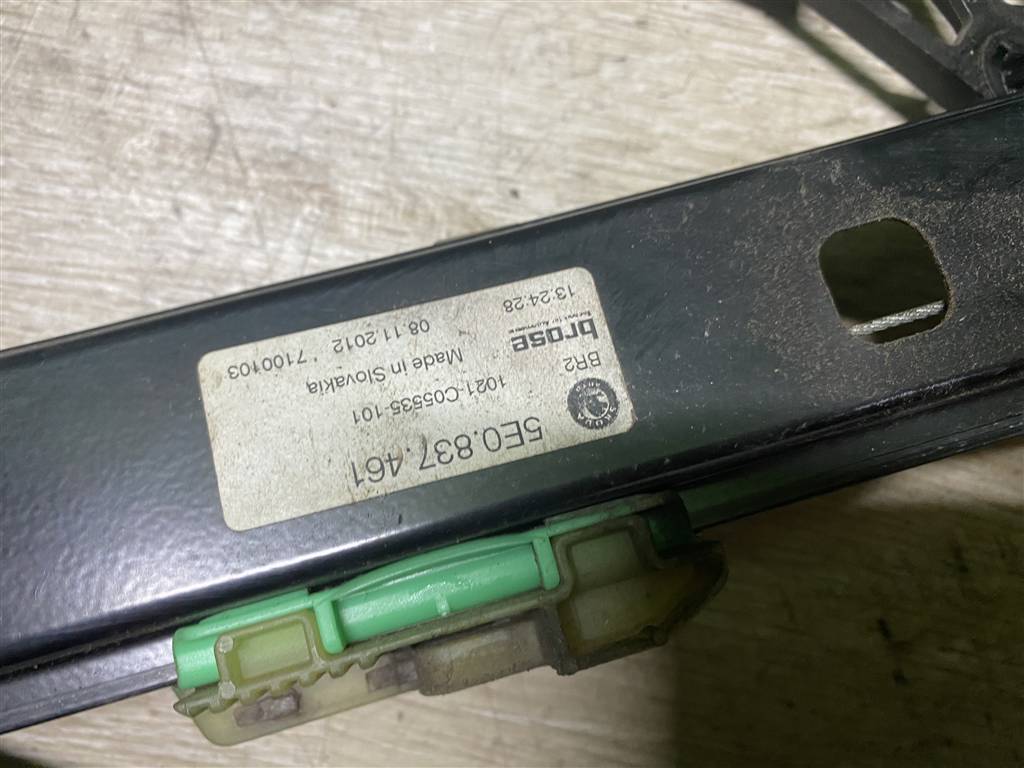 5E0.837.461
1021-C05535-101
BR2
Made in Slovakia
brose
08.11.2012 * 7100103
13:24:28